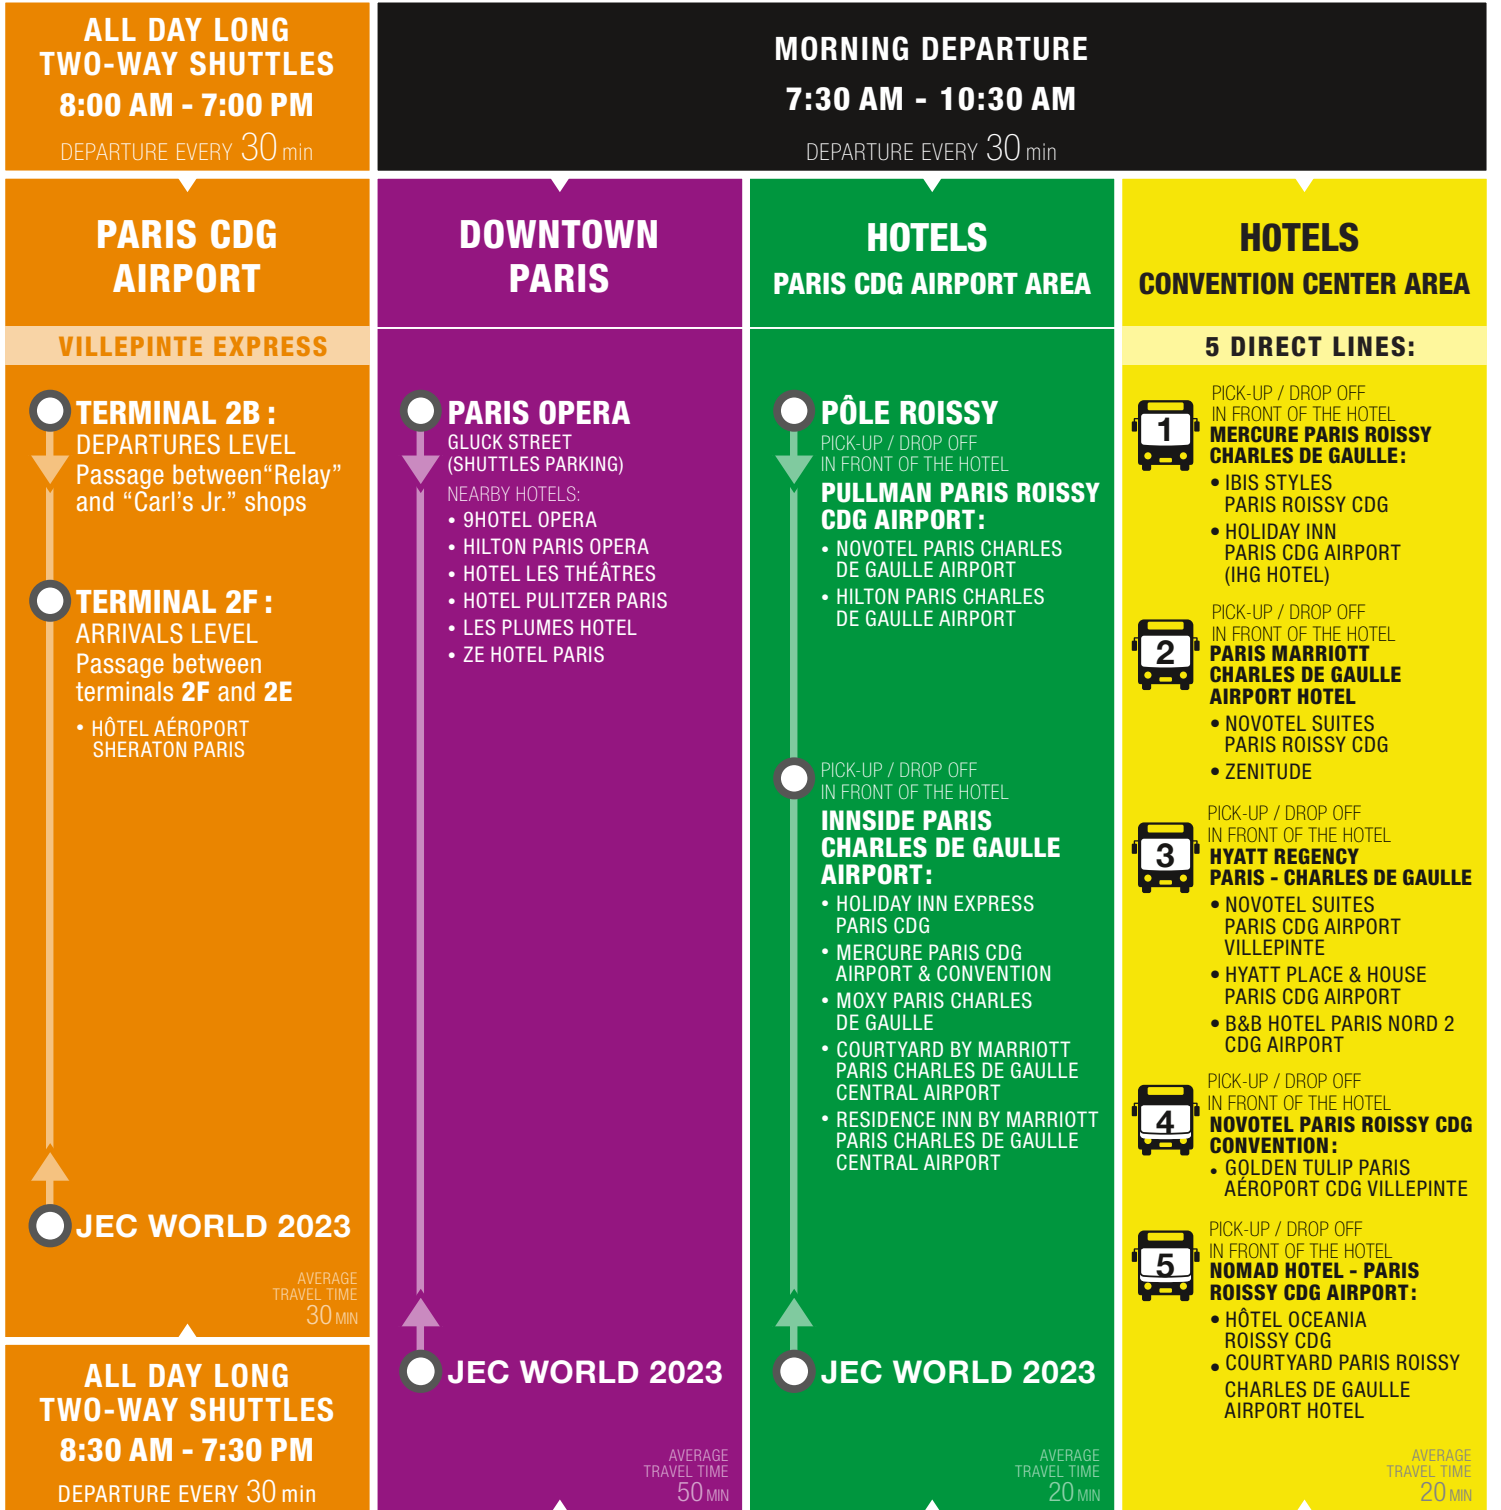 ALL DAY LONG
TWO-WAY SHUTTLES
8:00 AM - 7:00 PM
DEPARTURE EVERY 30 min
MORNING DEPARTURE
7:30 AM - 10:30 AM
DEPARTURE EVERY 30 min
PARIS CDG
AIRPORT
VILLEPINTE EXPRESS
TERMINAL 2B :
DEPARTURES LEVEL
Passage between“Relay”
and “Carl’s Jr.” shops
TERMINAL 2F :
ARRIVALS LEVEL
Passage between
terminals 2F and 2E
• HÔTEL AÉROPORT
SHERATON PARIS
JEC WORLD 2023
AVERAGE
TRAVEL TIME
30 MIN
ALL DAY LONG
TWO-WAY SHUTTLES
8:30 AM - 7:30 PM
DEPARTURE EVERY 30 min
DOWNTOWN
PARIS
PARIS OPERA
GLUCK STREET
(SHUTTLES PARKING)
NEARBY HOTELS:
• 9HOTEL OPERA
• HILTON PARIS OPERA
• HOTEL LES THÉÂTRES
• HOTEL PULITZER PARIS
• LES PLUMES HOTEL
• ZE HOTEL PARIS
JEC WORLD 2023
AVERAGE
TRAVEL TIME
50 MIN
HOTELS
PARIS CDG AIRPORT AREA
PÔLE ROISSY
PICK-UP / DROP OFF
IN FRONT OF THE HOTEL
PULLMAN PARIS ROISSY
CDG AIRPORT:
• NOVOTEL PARIS CHARLES
DE GAULLE AIRPORT
• HILTON PARIS CHARLES
DE GAULLE AIRPORT
PICK-UP / DROP OFF
IN FRONT OF THE HOTEL
INNSIDE PARIS
CHARLES DE GAULLE
AIRPORT:
• HOLIDAY INN EXPRESS
PARIS CDG
• MERCURE PARIS CDG
AIRPORT & CONVENTION
• MOXY PARIS CHARLES
DE GAULLE
• COURTYARD BY MARRIOTT
PARIS CHARLES DE GAULLE
CENTRAL AIRPORT
• RESIDENCE INN BY MARRIOTT
PARIS CHARLES DE GAULLE
CENTRAL AIRPORT
JEC WORLD 2023
AVERAGE
TRAVEL TIME
20 MIN
HOTELS
CONVENTION CENTER AREA
5 DIRECT LINES:
1
PICK-UP / DROP OFF
IN FRONT OF THE HOTEL
MERCURE PARIS ROISSY
CHARLES DE GAULLE:
• IBIS STYLES
PARIS ROISSY CDG
• HOLIDAY INN
PARIS CDG AIRPORT
(IHG HOTEL)
2
PICK-UP / DROP OFF
IN FRONT OF THE HOTEL
PARIS MARRIOTT
CHARLES DE GAULLE
AIRPORT HOTEL
• NOVOTEL SUITES
PARIS ROISSY CDG
• ZENITUDE
3
PICK-UP / DROP OFF
IN FRONT OF THE HOTEL
HYATT REGENCY
PARIS - CHARLES DE GAULLE
• NOVOTEL SUITES
PARIS CDG AIRPORT
VILLEPINTE
• HYATT PLACE & HOUSE
PARIS CDG AIRPORT
• B&B HOTEL PARIS NORD 2
CDG AIRPORT
4
PICK-UP / DROP OFF
IN FRONT OF THE HOTEL
NOVOTEL PARIS ROISSY CDG
CONVENTION:
• GOLDEN TULIP PARIS
AÉROPORT CDG VILLEPINTE
5
PICK-UP / DROP OFF
IN FRONT OF THE HOTEL
NOMAD HOTEL - PARIS
ROISSY CDG AIRPORT:
• HÔTEL OCEANIA
ROISSY CDG
• COURTYARD PARIS ROISSY
CHARLES DE GAULLE
AIRPORT HOTEL
AVERAGE
TRAVEL TIME
20 MIN